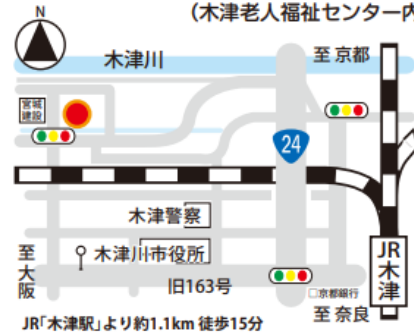 (木津老人福祉センター内
N
木津川
至 京都
宮城
建設
24
木津警察
至
大
阪
木津川市役所
旧163号
JR
木
津
□京都銀行
至 奈良
JR「木津駅」より約1.1km 徒歩15分